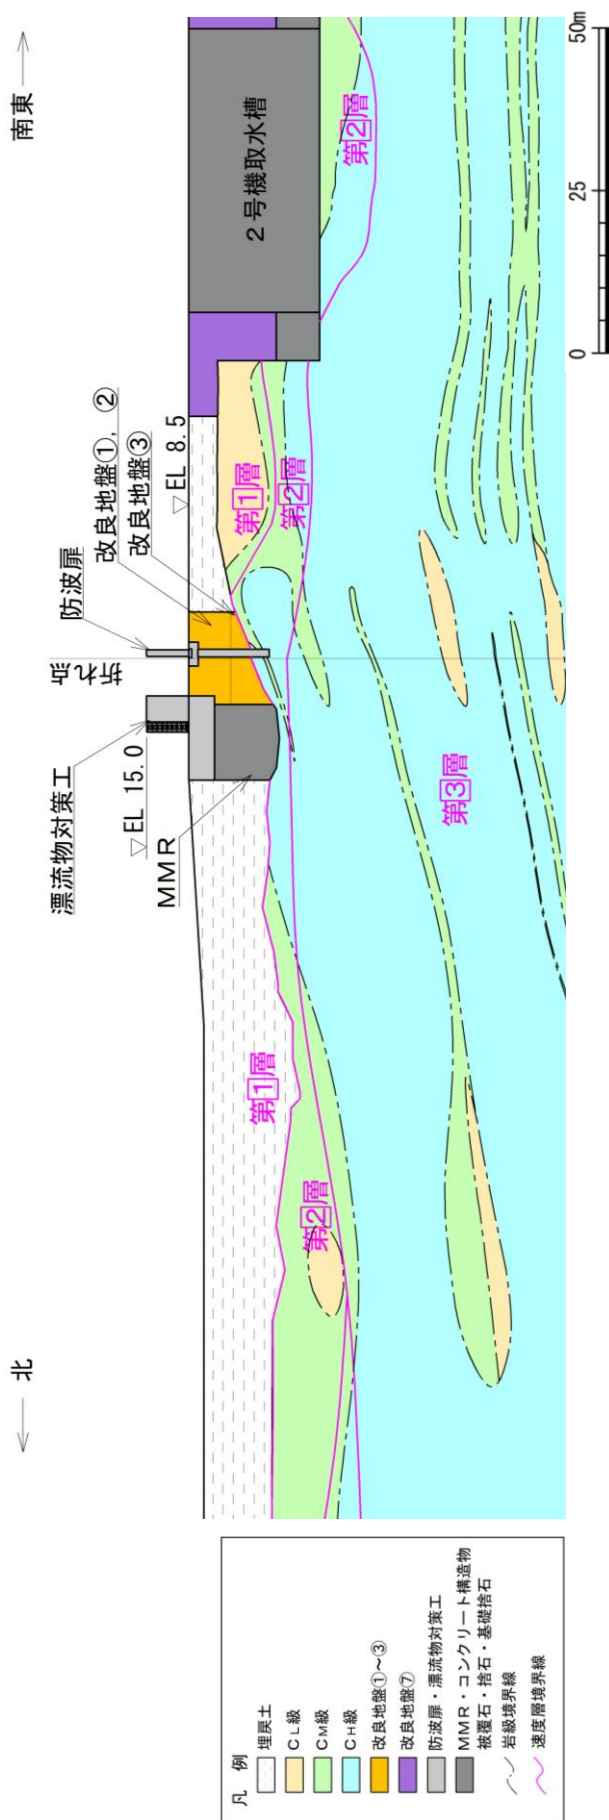 ← 北
南東 →
漂流物対策工
▽EL 15.0
MMR
折れ点
防波扉
改良地盤①，②
改良地盤③
▽EL 8.5
2号機取水槽
第1層
第2層
第1層
第2層
第2層
第3層
0
25
50m
凡 例
埋戻土
CL級
CM級
CH級
改良地盤①～③
改良地盤⑦
防波扉・漂流物対策工
MMR・コンクリート構造物
被覆石・捨石・基礎捨石
岩級境界線
速度層境界線